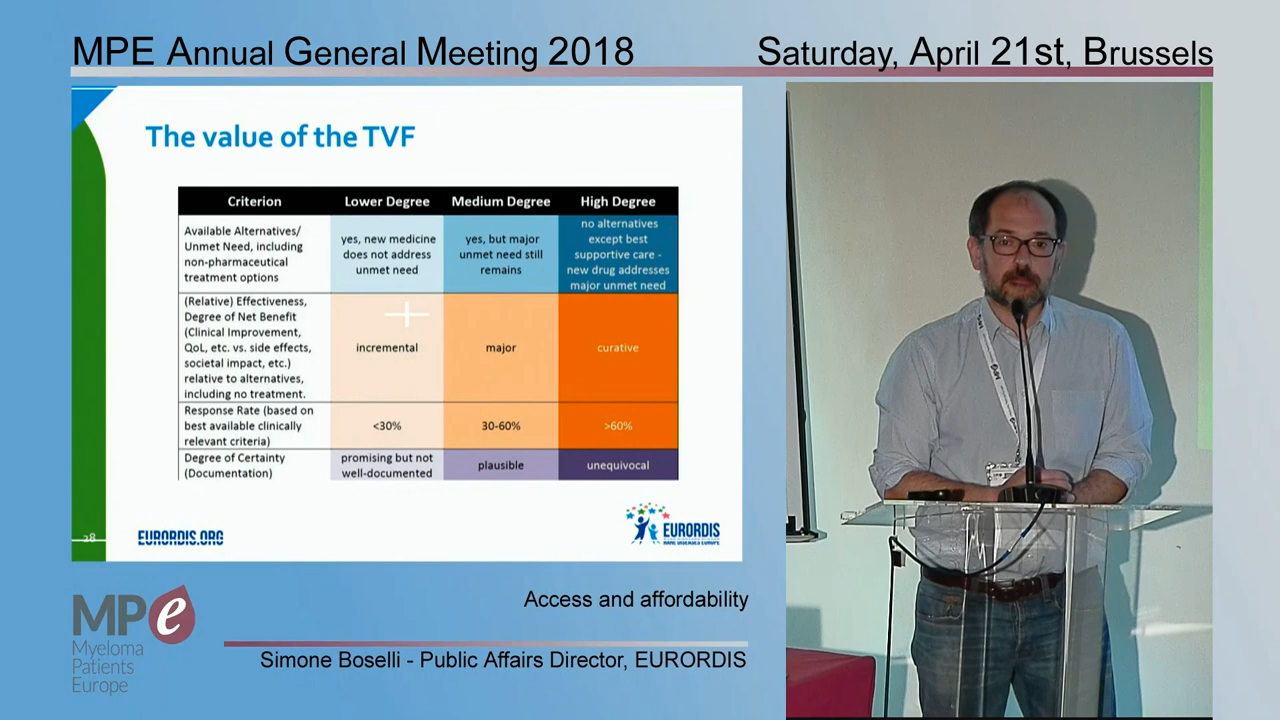 MPE Annual General Meeting 2018
Saturday, April 21st, Brussels
The value of the TVF
Criterion
Lower Degree
Medium Degree
High Degree
Available Alternatives/
Unmet Need, including
non-pharmaceutical
treatment options
yes, new medicine
does not address
unmet need
yes, but major
unmet need still
remains
no alternatives
except best
supportive care -
new drug addresses
major unmet need
(Relative) Effectiveness,
Degree of Net Benefit
(Clinical Improvement,
QoL, etc. vs. side effects,
societal impact, etc.)
relative to alternatives,
including no treatment.
incremental
major
curative
Response Rate (based on
best available clinically
relevant criteria)
<30%
30-60%
>60%
Degree of Certainty
(Documentation)
promising but not
well-documented
plausible
unequivocal
EURORDIS.ORG
EURORDIS
RARE DISEASES EUROPE
MPe
Myeloma
Patients
Europe
Access and affordability
Simone Boselli - Public Affairs Director, EURORDIS